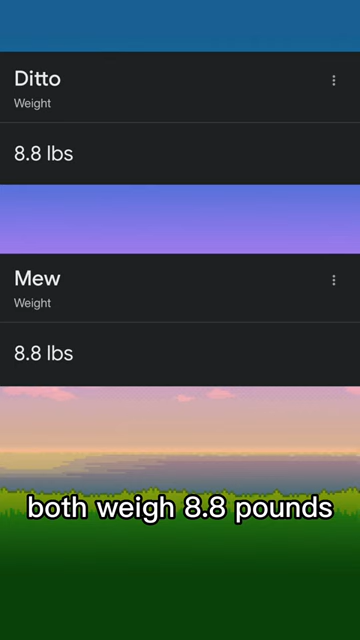 Ditto
Weight
8.8 lbs
Mew
Weight
8.8 lbs
both weigh 8.8 pounds